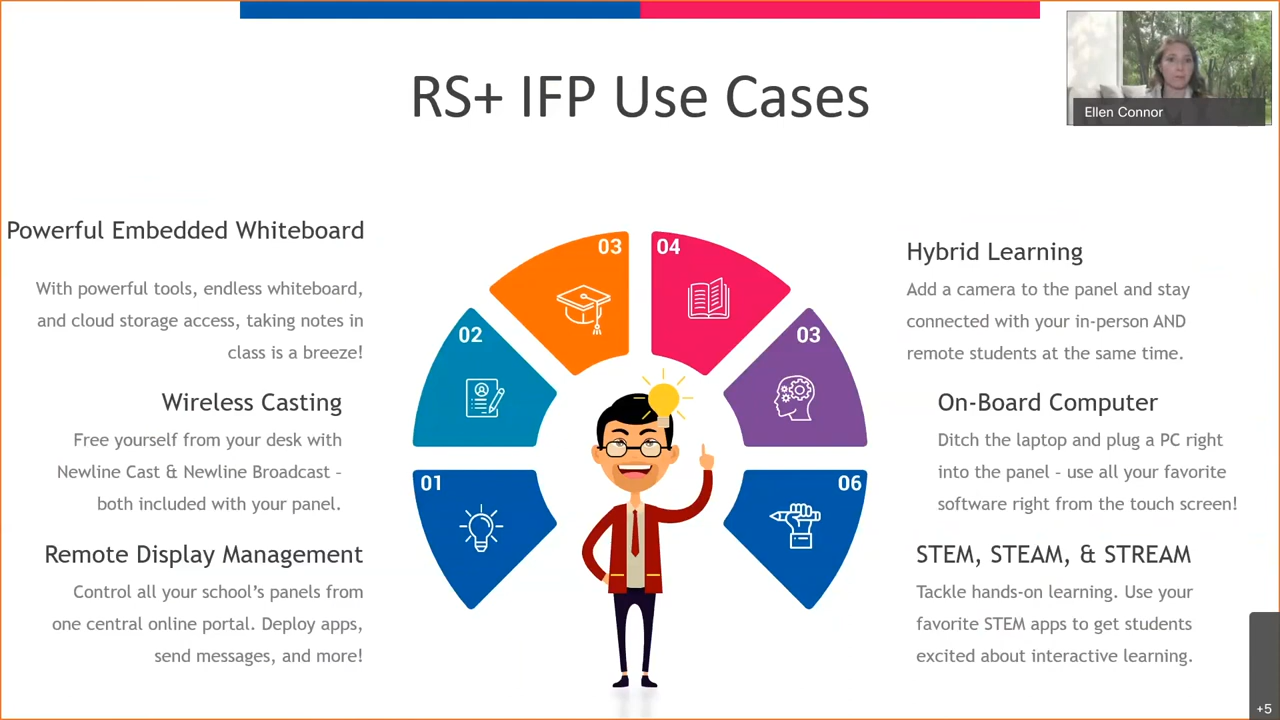 RS+ IFP Use Cases
Ellen Connor
Powerful Embedded Whiteboard
With powerful tools, endless whiteboard,
and cloud storage access, taking notes in
class is a breeze!
Wireless Casting
Free yourself from your desk with
Newline Cast & Newline Broadcast –
both included with your panel.
Remote Display Management
Control all your school's panels from
one central online portal. Deploy apps,
send messages, and more!
03
04
02
03
01
06
Hybrid Learning
Add a camera to the panel and stay
connected with your in-person AND
remote students at the same time.
On-Board Computer
Ditch the laptop and plug a PC right
into the panel – use all your favorite
software right from the touch screen!
STEM, STEAM, & STREAM
Tackle hands-on learning. Use your
favorite STEM apps to get students
excited about interactive learning.
+5